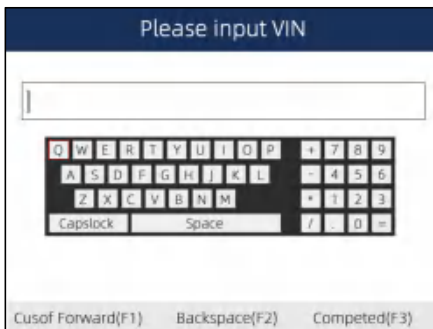 Please input VIN
Q W E R T Y U I O P + 7 8 9
A S D F G H J K L - 4 5 6
Z X C V B N M * 1 2 3
Capslock Space / . 0 =
Cusof Forward(F1) Backspace(F2) Competed(F3)